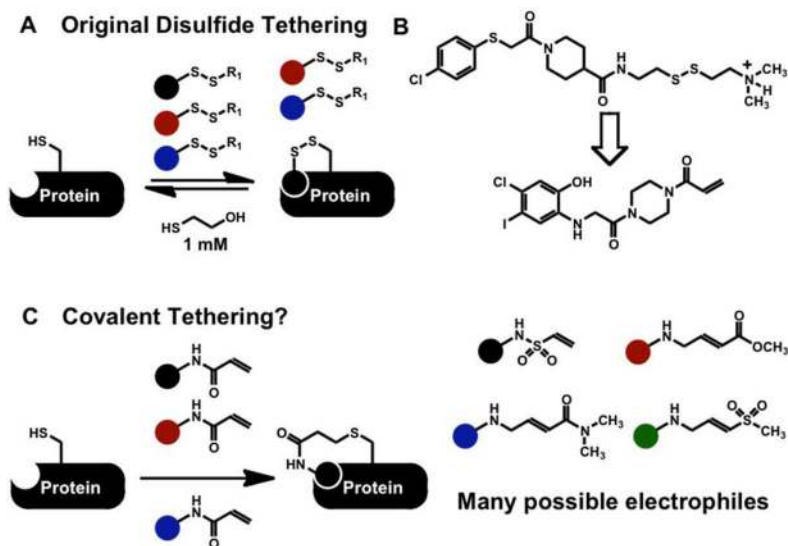 A Original Disulfide Tethering
B
S S R1
S S R1
S S R1
S S R1
S S R1
HS
Protein
HS OH
1 mM
S S
Protein
Cl S O N H N O S S + N H CH3 CH3
Cl OH I N H O N N O
C Covalent Tethering?
HS
Protein
H N O
H N O
H N O
O HN S
Protein
H N S O O
H N O OCH3
H N O N CH3 CH3
H N O O S CH3
Many possible electrophiles